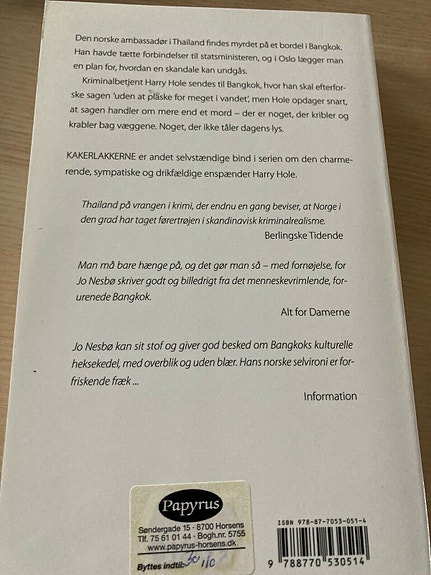 Den norske ambassadør i Thailand findes myrdet på et bordel i Bangkok.
Han havde tætte forbindelser til statsministeren, og i Oslo lægger man
en plan for, hvordan en skandale kan undgås.
Kriminalbetjent Harry Hole sendes til Bangkok, hvor han skal efterfor-
ske sagen 'uden at plaske for meget i vandet', men Hole opdager snart,
at sagen handler om mere end et mord – der er noget, der kribler og
krabler bag væggene. Noget, der ikke tåler dagens lys.
KAKERLAKKERNE er andet selvstændige bind i serien om den charme-
rende, sympatiske og drikfældige enspænder Harry Hole.
Thailand på vrangen i krimi, der endnu en gang beviser, at Norge i
den grad har taget førertrøjen i skandinavisk kriminalrealisme.
Berlingske Tidende
Man må bare hænge på, og det gør man så – med fornøjelse, for
Jo Nesbø skriver godt og billedrigt fra det menneskevrimlende, for-
urenede Bangkok.
Alt for Damerne
Jo Nesbø kan sit stof og giver god besked om Bangkoks kulturelle
heksekedel, med overblik og uden blær. Hans norske selvironi er for-
friskende fræk ...
Information
Papyrus
Søndergade 15 - 8700 Horsens
Tlf. 75 61 01 44 - Bogh.nr. 5755
www.papyrus-horsens.dk
Byttes indtil: 30/10
ISBN 978-87-7053-051-4
9 788770 530514